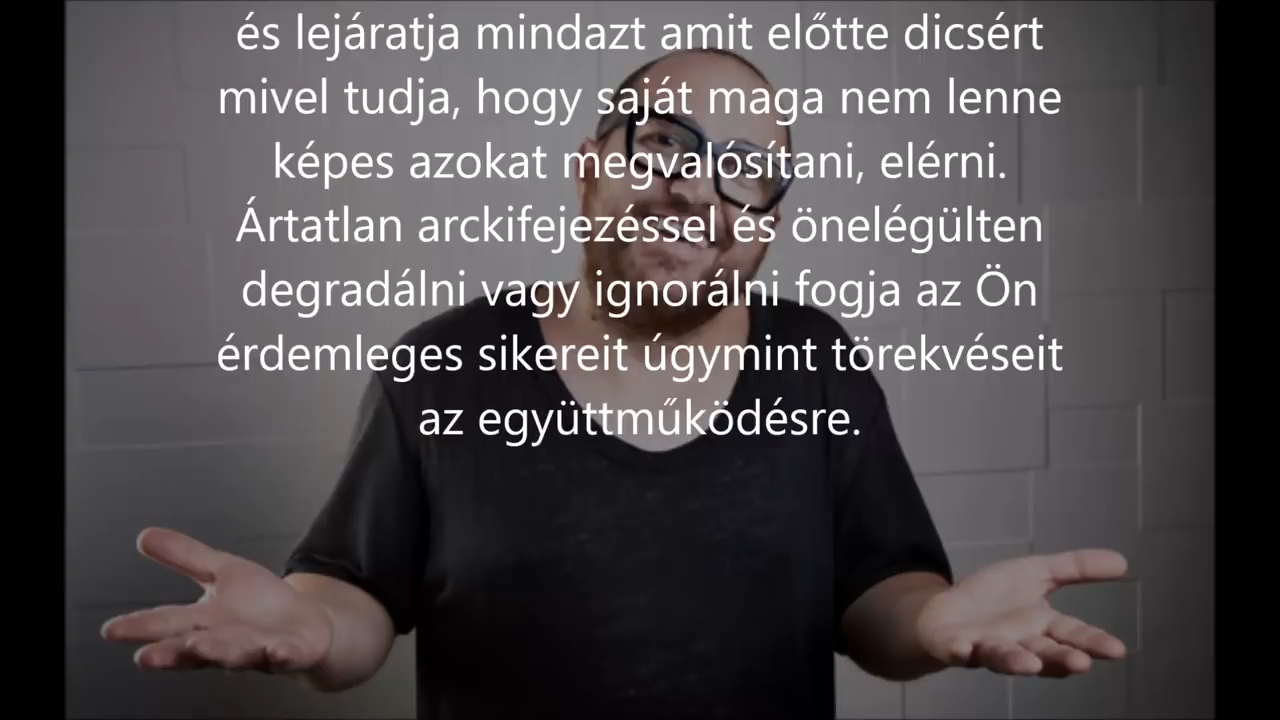 és lejáratja mindazt amit előtte dicsért
mivel tudja, hogy saját maga nem lenne
képes azokat megvalósítani, elérni.
Ártatlan arckifejezéssel és önelégülten
degradálni vagy ignorálni fogja az Ön
érdemleges sikereit úgymint törekvéseit
az együttműködésre.